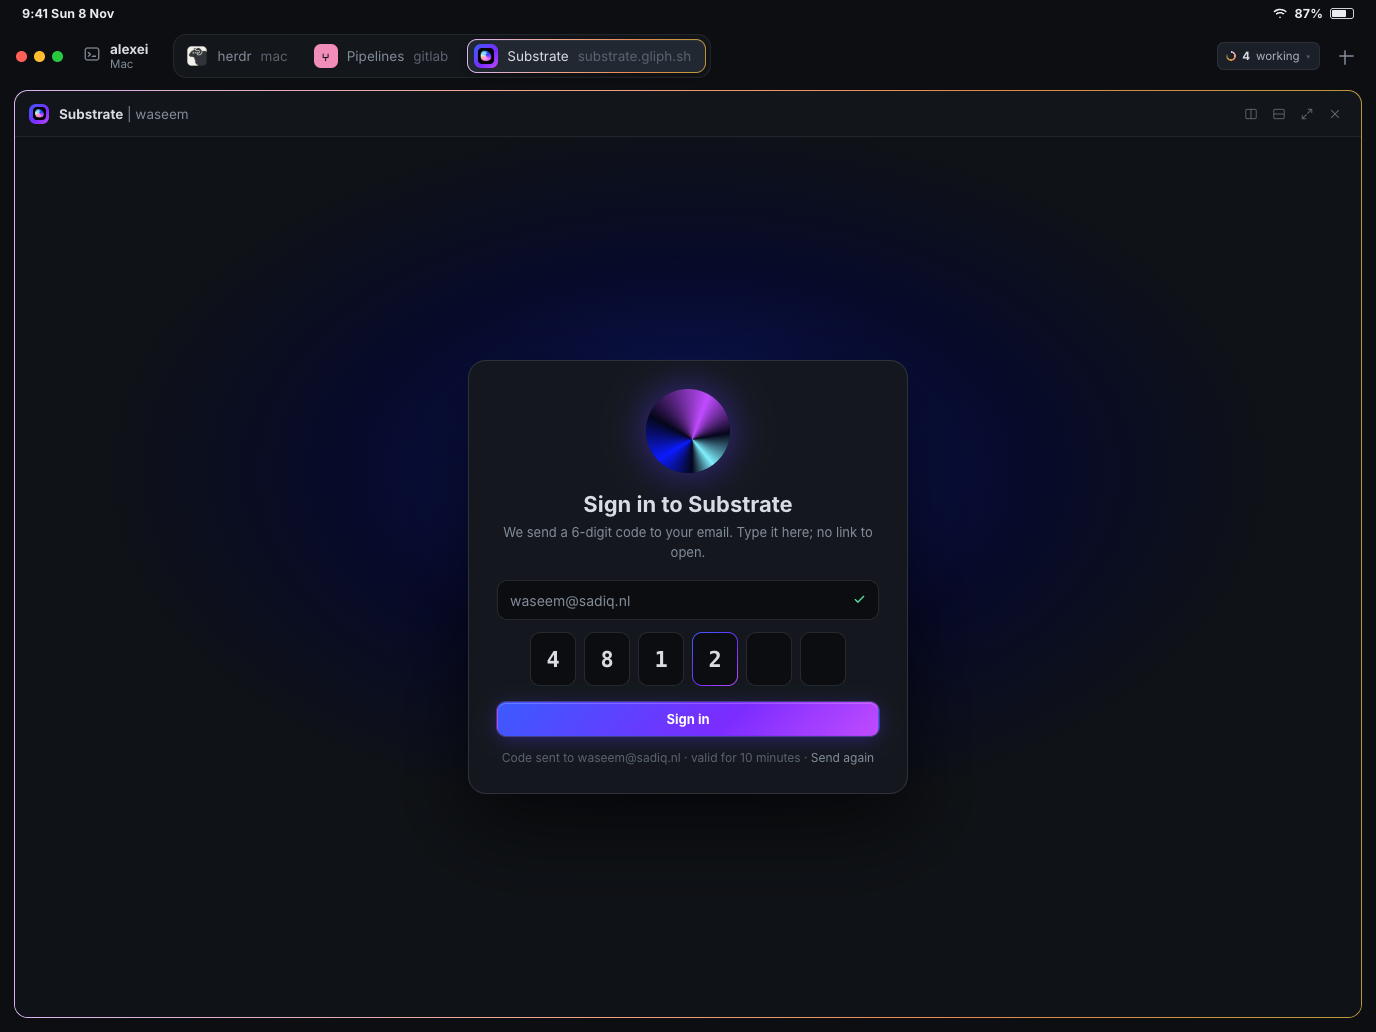 9:41 Sun 8 Nov
87%
alexei
Mac
herdr mac
Pipelines gitlab
Substrate substrate.gliph.sh
4 working
Substrate | waseem
Sign in to Substrate
We send a 6-digit code to your email. Type it here; no link to
open.
waseem@sadiq.nl
4 8 1 2
Sign in
Code sent to waseem@sadiq.nl · valid for 10 minutes · Send again